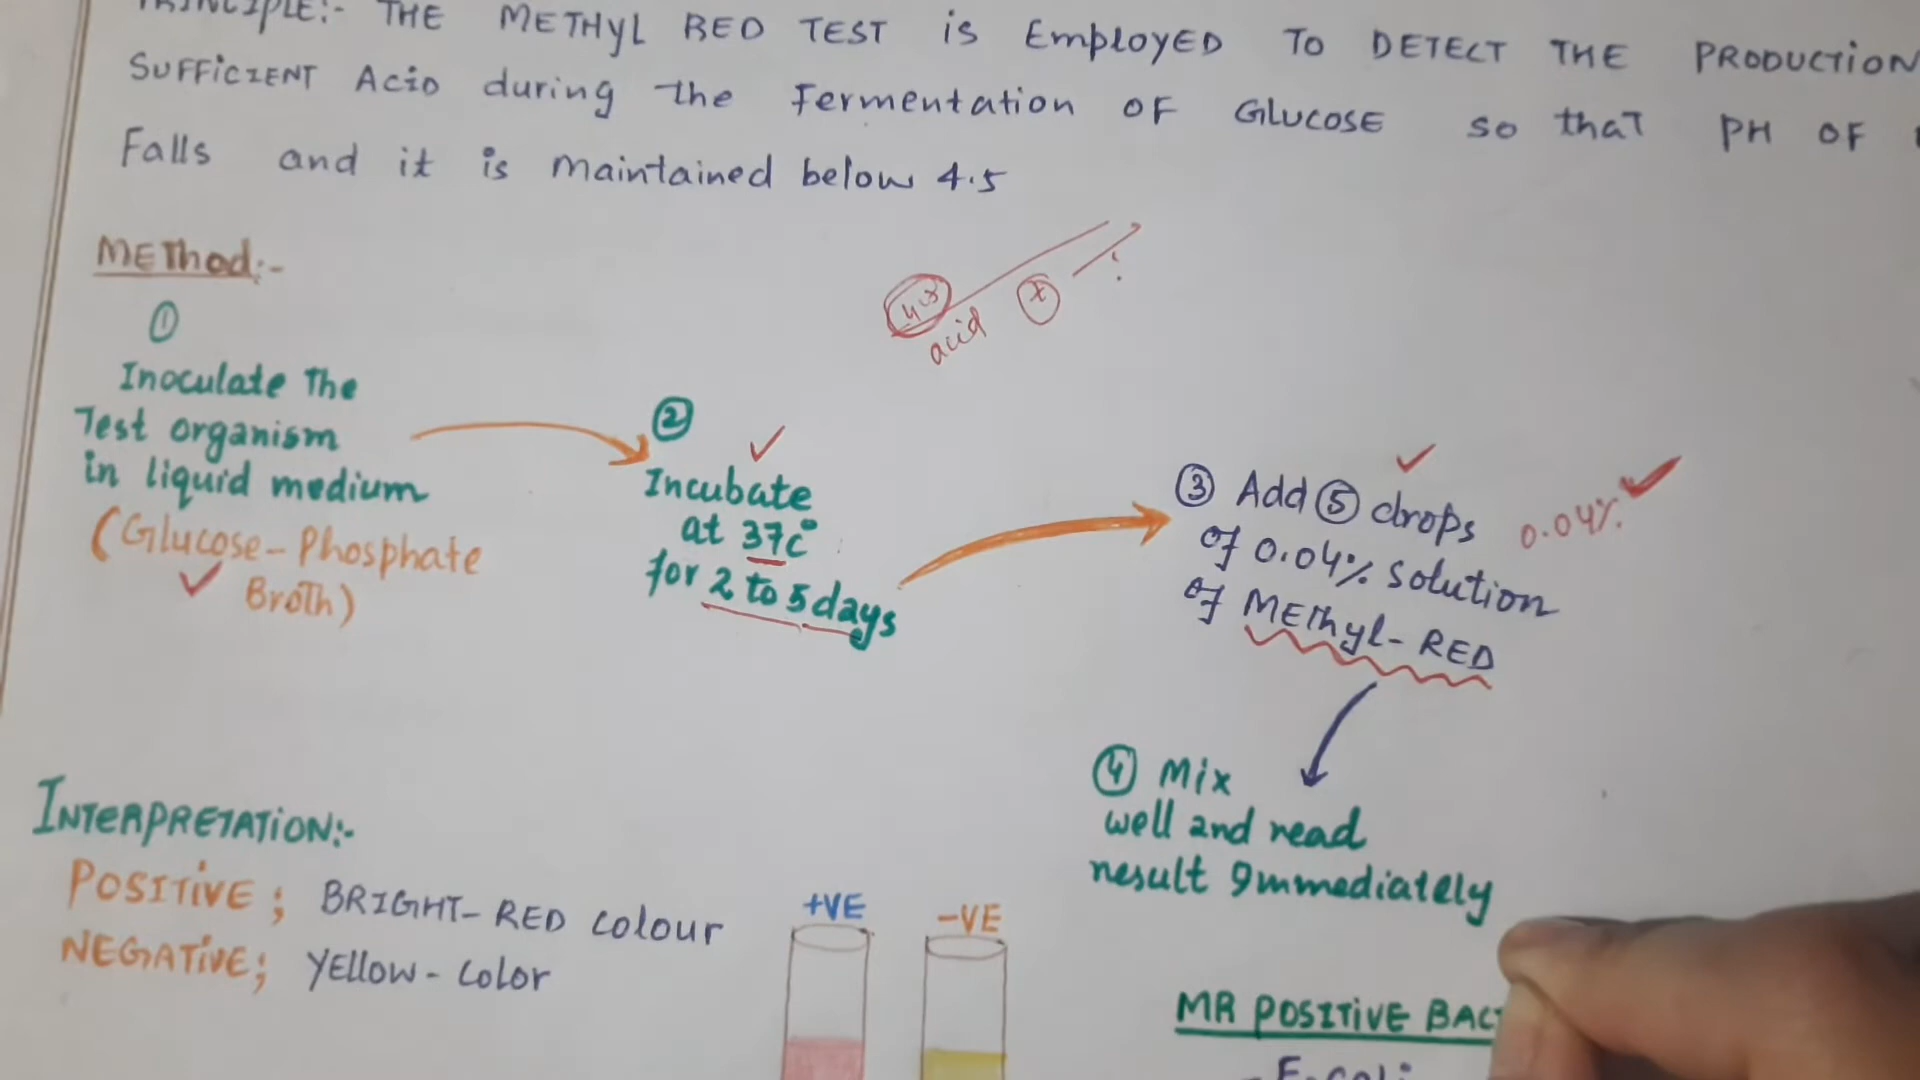 PRINCIPLE:- THE METHYL RED TEST is EmployED TO DETECT THE PRODUCTION
SUFFICIENT Acid during the Fermentation OF GLUCOSE so that PH OF
Falls and it is maintained below 4.5
METhod:-
①
Inoculate The
Test organism
in liquid medium
(Glucose-Phosphate
Broth)
②
Incubate
at 37c°
for 2 to 5 days
acid +
③ Add ⑤ drops
of 0.04% solution
of METhyl-RED
0.04%
④ Mix
well and read
result Immediately
INTERPRETATION:-
POSITIVE; BRIGHT-RED colour
NEGATIVE; YEllow-color
+VE
-VE
MR POSITIVE BAC
- E.coli